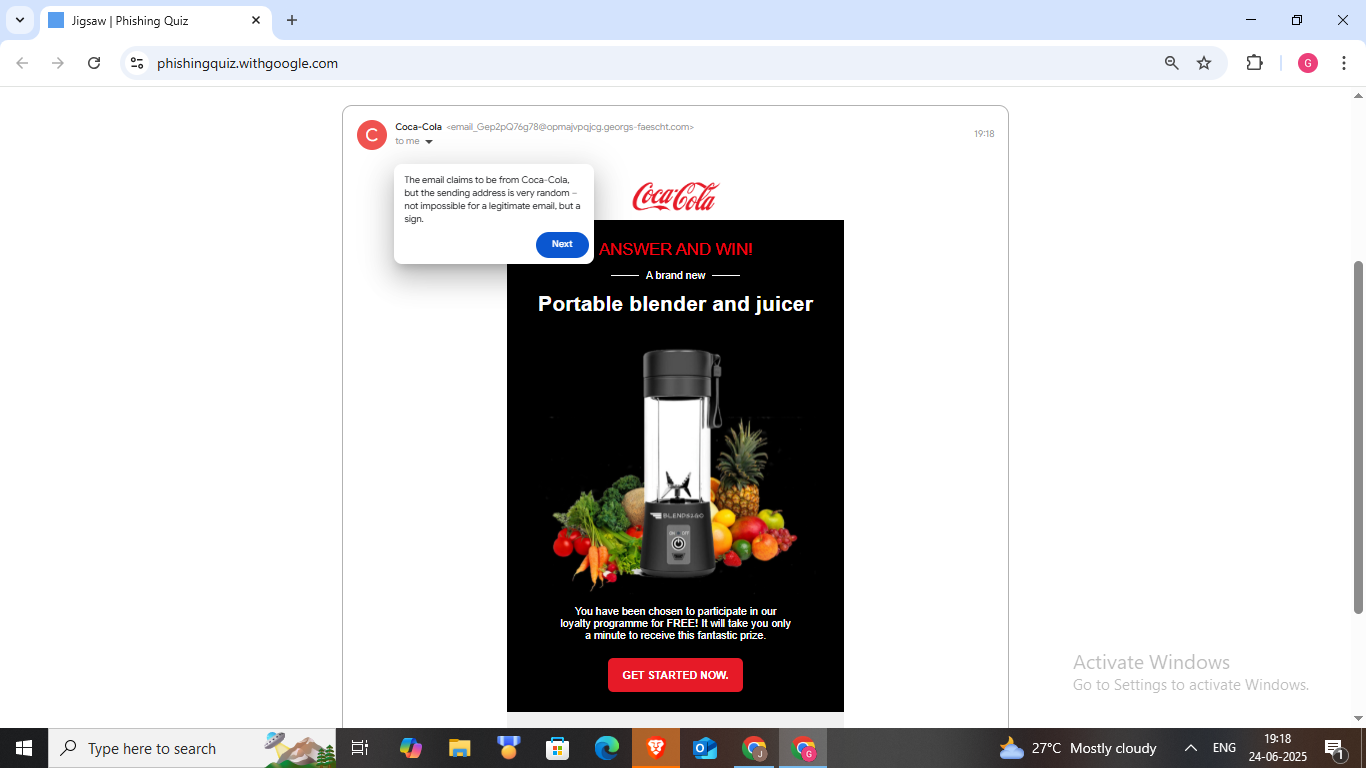 Jigsaw | Phishing Quiz
phishingquiz.withgoogle.com
G
C
Coca-Cola <email_Gep2pQ76g78@opmajvpqjcg.georgs-faescht.com>
19:18
to me
The email claims to be from Coca-Cola,
but the sending address is very random –
not impossible for a legitimate email, but a
sign.
Next
Coca-Cola
ANSWER AND WIN!
A brand new
Portable blender and juicer
BLEND&GO
ON OFF
You have been chosen to participate in our
loyalty programme for FREE! It will take you only
a minute to receive this fantastic prize.
GET STARTED NOW.
Activate Windows
Go to Settings to activate Windows.
Type here to search
J
G
27°C Mostly cloudy
ENG
19:18
24-06-2025
1